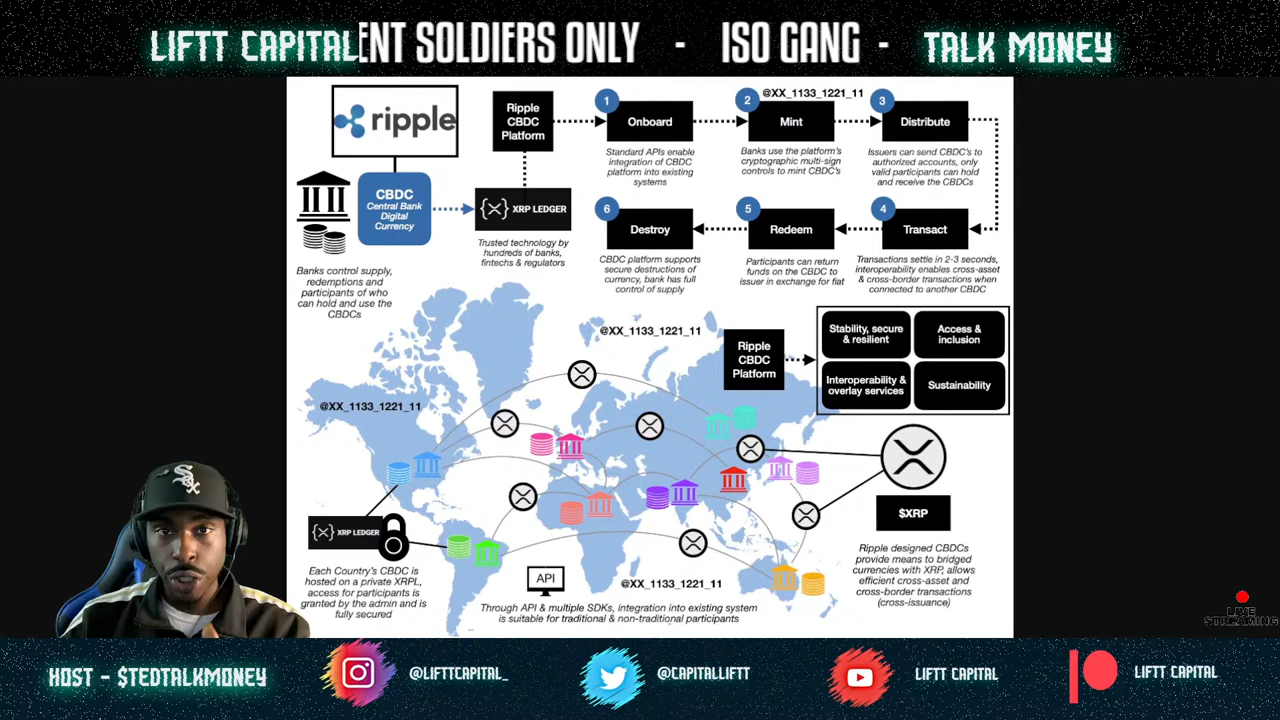 LIFTT CAPITAL
ENT SOLDIERS ONLY - ISO GANG -
TALK MONEY
ripple
CBDC
Central Bank
Digital
Currency
Banks control supply,
redemptions and
participants of who
can hold and use the
CBDCs
Ripple
CBDC
Platform
{X} XRP LEDGER
Trusted technology by
hundreds of banks,
fintechs & regulators
1
Onboard
Standard APIs enable
integration of CBDC
platform into existing
systems
2
@XX_1133_1221_11
Mint
Banks use the platform's
cryptographic multi-sign
controls to mint CBDC's
3
Distribute
Issuers can send CBDC's to
authorized accounts, only
valid participants can hold
and receive the CBDCs
4
Transact
Transactions settle in 2-3 seconds,
interoperability enables cross-asset
& cross-border transactions when
connected to another CBDC
5
Redeem
Participants can return
funds on the CBDC to
issuer in exchange for fiat
6
Destroy
CBDC platform supports
secure destructions of
currency, bank has full
control of supply
@XX_1133_1221_11
Ripple
CBDC
Platform
Stability, secure
& resilient
Access &
inclusion
Interoperability &
overlay services
Sustainability
@XX_1133_1221_11
$XRP
Ripple designed CBDCs
provide means to bridged
currencies with XRP, allows
efficient cross-asset and
cross-border transactions
(cross-issuance)
{X} XRP LEDGER
Each Country's CBDC is
hosted on a private XRPL,
access for participants is
granted by the admin and is
fully secured
API
@XX_1133_1221_11
Through API & multiple SDKs, integration into existing system
is suitable for traditional & non-traditional participants
LIVE
STREAMING
HOST - $TEDTALKMONEY
@LIFTTCAPITAL_
@CAPITALLIFTT
LIFTT CAPITAL
LIFTT CAPITAL